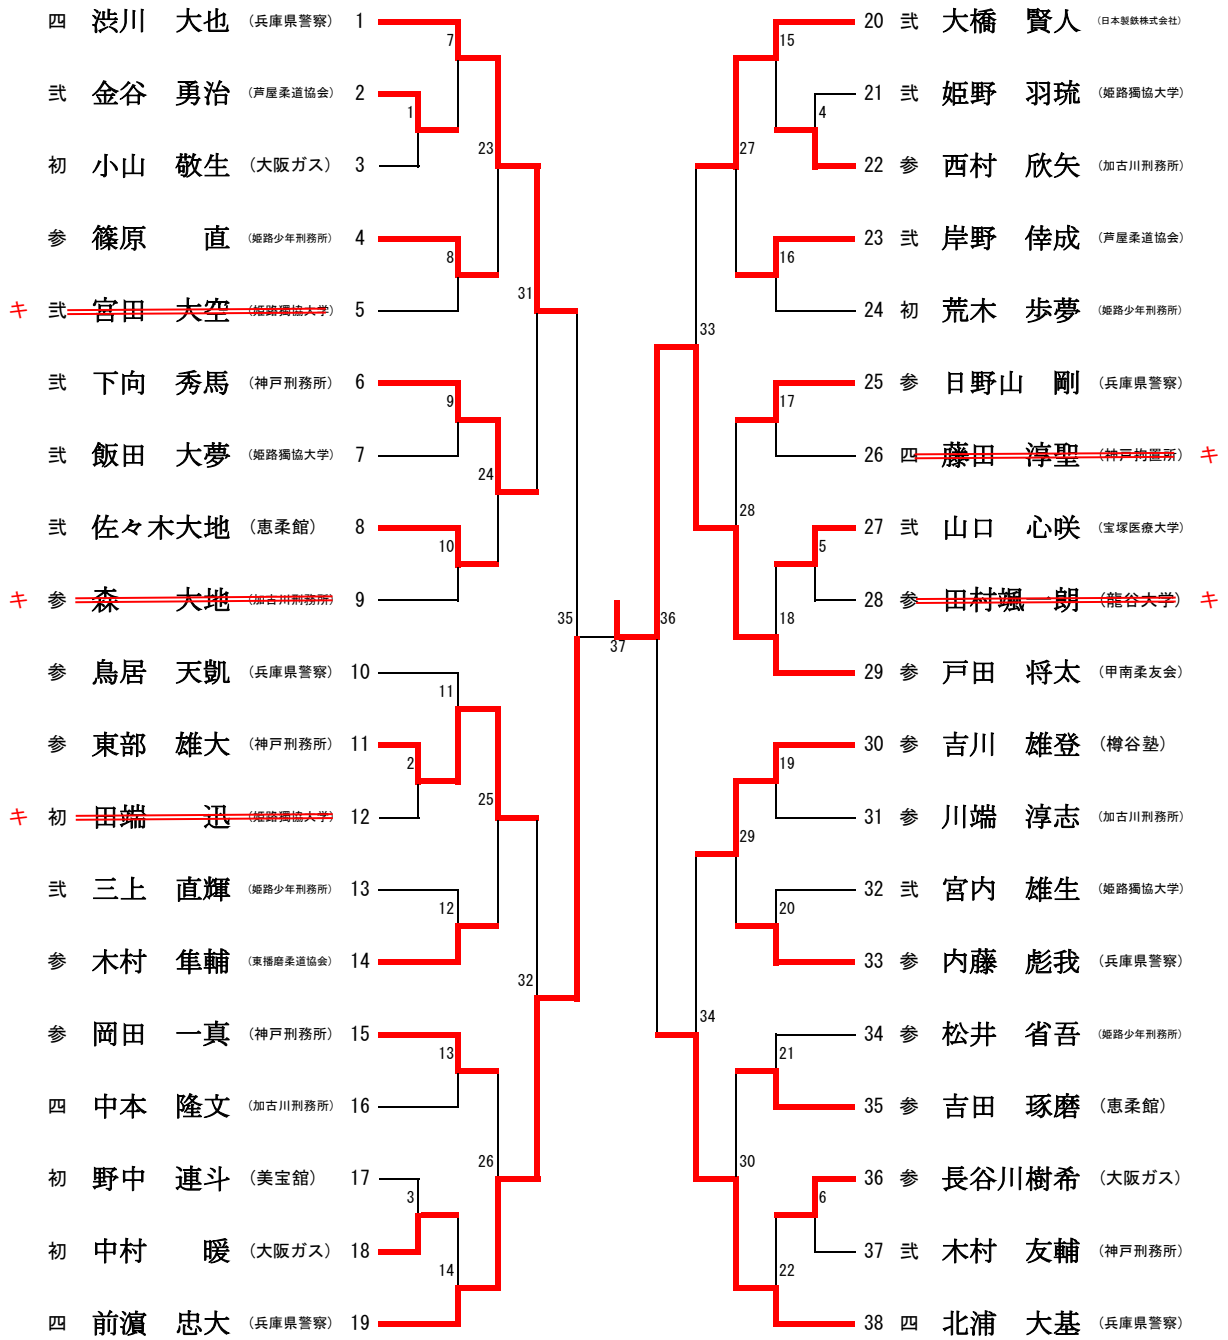 四 渋川 大也 (兵庫県警察) 1
弐 金谷 勇治 (芦屋柔道協会) 2
初 小山 敬生 (大阪ガス) 3
参 篠原 直 (姫路少年刑務所) 4
キ 弐 宮田 大空 (姫路獨協大学) 5
弐 下向 秀馬 (神戸刑務所) 6
弐 飯田 大夢 (姫路獨協大学) 7
弐 佐々木大地 (恵柔館) 8
キ 参 森 大地 (加古川刑務所) 9
参 鳥居 天凱 (兵庫県警察) 10
参 東部 雄大 (神戸刑務所) 11
キ 初 田端 迅 (姫路獨協大学) 12
弐 三上 直輝 (姫路少年刑務所) 13
参 木村 隼輔 (東播磨柔道協会) 14
参 岡田 一真 (神戸刑務所) 15
四 中本 隆文 (加古川刑務所) 16
初 野中 連斗 (美宝舘) 17
初 中村 暖 (大阪ガス) 18
四 前濵 忠大 (兵庫県警察) 19
7
1
23
8
31
9
24
10
35
11
2
25
12
32
13
26
3
14
37
36
15
4
27
16
33
17
28
5
18
19
29
20
34
21
30
6
22
20 弐 大橋 賢人 (日本製鉄株式会社)
21 弐 姫野 羽琉 (姫路獨協大学)
22 参 西村 欣矢 (加古川刑務所)
23 弐 岸野 倖成 (芦屋柔道協会)
24 初 荒木 歩夢 (姫路少年刑務所)
25 参 日野山 剛 (兵庫県警察)
26 四 藤田 淳聖 (神戸拘置所) キ
27 弐 山口 心咲 (宝塚医療大学)
28 参 田村颯一朗 (龍谷大学) キ
29 参 戸田 将太 (甲南柔友会)
30 参 吉川 雄登 (樽谷塾)
31 参 川端 淳志 (加古川刑務所)
32 弐 宮内 雄生 (姫路獨協大学)
33 参 内藤 彪我 (兵庫県警察)
34 参 松井 省吾 (姫路少年刑務所)
35 参 吉田 琢磨 (恵柔館)
36 参 長谷川樹希 (大阪ガス)
37 弐 木村 友輔 (神戸刑務所)
38 四 北浦 大基 (兵庫県警察)